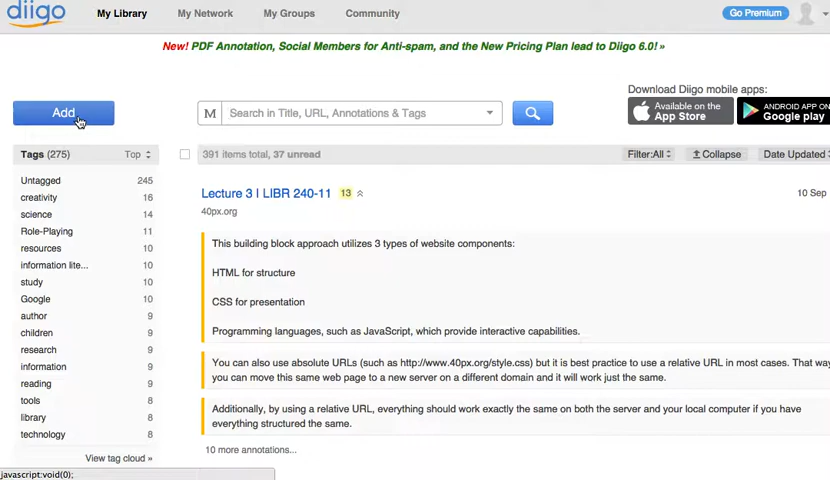 diigo My Library My Network My Groups Community Go Premium
New! PDF Annotation, Social Members for Anti-spam, and the New Pricing Plan lead to Diigo 6.0! »
Download Diigo mobile apps:
Add M Search in Title, URL, Annotations & Tags Available on the App Store ANDROID APP ON Google play
Tags (275) Top 391 items total, 37 unread Filter:All Collapse Date Updated
Untagged 245
creativity 16
science 14
Role-Playing 11
resources 10
information lite... 10
study 10
Google 10
author 9
children 9
research 9
information 9
reading 9
tools 8
library 8
technology 8
View tag cloud »
Lecture 3 | LIBR 240-11 13 10 Sep
40px.org
This building block approach utilizes 3 types of website components:
HTML for structure
CSS for presentation
Programming languages, such as JavaScript, which provide interactive capabilities.
You can also use absolute URLs (such as http://www.40px.org/style.css) but it is best practice to use a relative URL in most cases. That way
you can move this same web page to a new server on a different domain and it will work just the same.
Additionally, by using a relative URL, everything should work exactly the same on both the server and your local computer if you have
everything structured the same.
10 more annotations...
javascript:void(0);